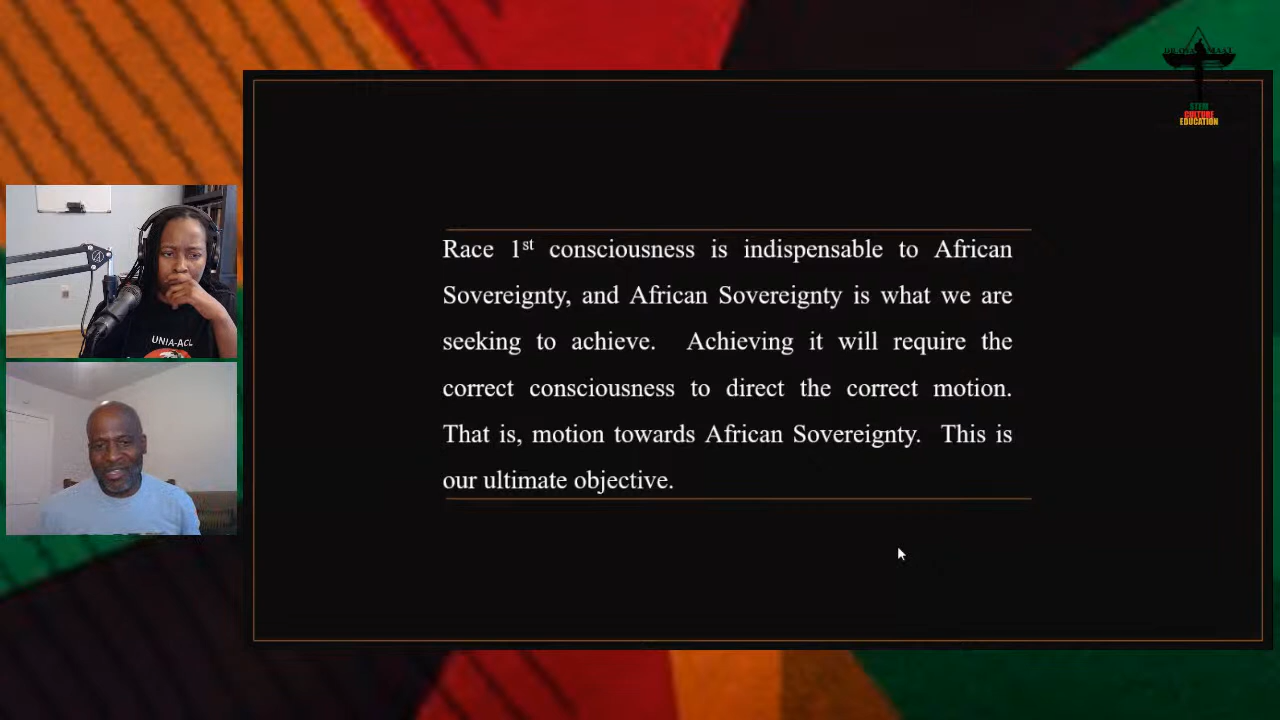 STEM
CULTURE
EDUCATION
UNIA-ACL
Race 1st consciousness is indispensable to African
Sovereignty, and African Sovereignty is what we are
seeking to achieve. Achieving it will require the
correct consciousness to direct the correct motion.
That is, motion towards African Sovereignty. This is
our ultimate objective.